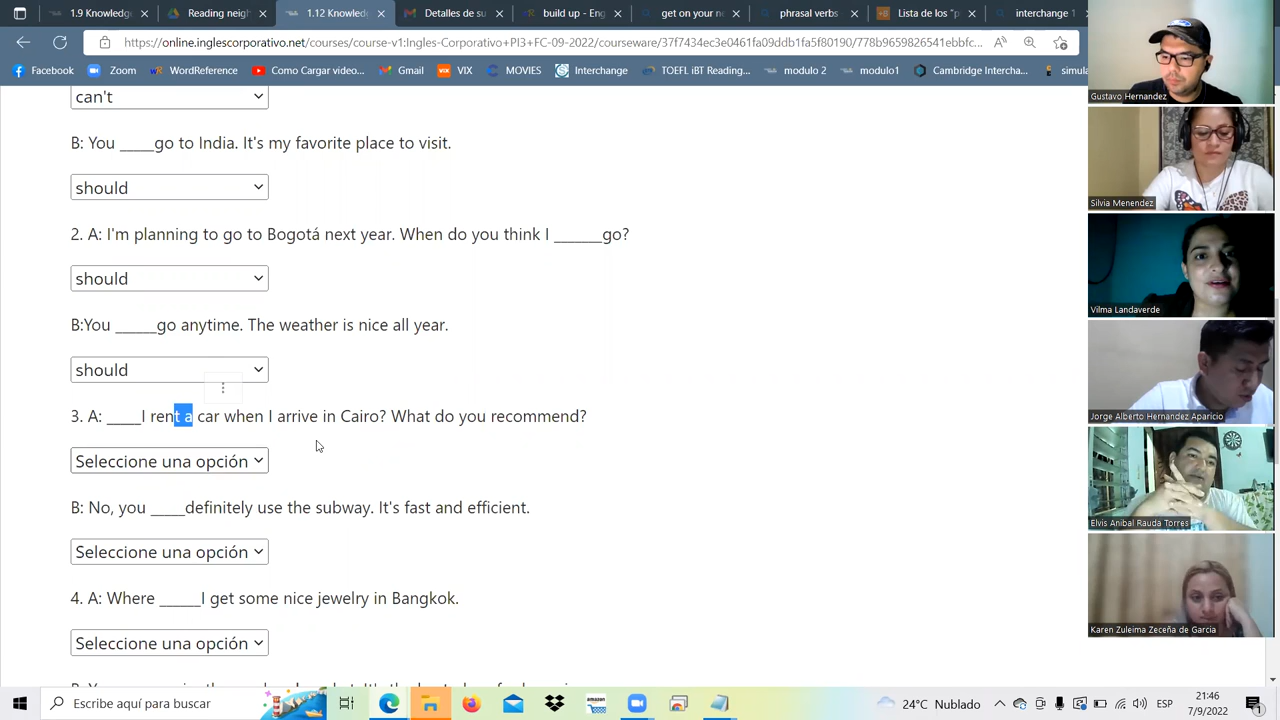 1.9 Knowledge
Reading neigh
1.12 Knowledg
Detalles de su
build up - Eng
get on your n
phrasal verbs
Lista de los "p
interchange 1
https://online.inglescorporativo.net/courses/course-v1:Ingles-Corporativo+PI3+FC-09-2022/courseware/37f7434ec3e0461fa09ddb1fa5f80190/778b9659826541ebbfc...
Facebook
Zoom
WordReference
Como Cargar video...
Gmail
VIX
MOVIES
Interchange
TOEFL iBT Reading...
modulo 2
modulo1
Cambridge Intercha...
simula
can't
B: You _____go to India. It's my favorite place to visit.
should
2. A: I'm planning to go to Bogotá next year. When do you think I _______go?
should
B:You ______go anytime. The weather is nice all year.
should
3. A: _____I rent a car when I arrive in Cairo? What do you recommend?
Seleccione una opción
B: No, you _____definitely use the subway. It's fast and efficient.
Seleccione una opción
4. A: Where ______I get some nice jewelry in Bangkok.
Seleccione una opción
Gustavo Hernandez
Silvia Menendez
Vilma Landaverde
Jorge Alberto Hernández Aparicio
Elvis Anibal Rauda Torres
Karen Zuleima Zeceña de Garcia
Escribe aquí para buscar
24°C Nublado
ESP
21:46
7/9/2022